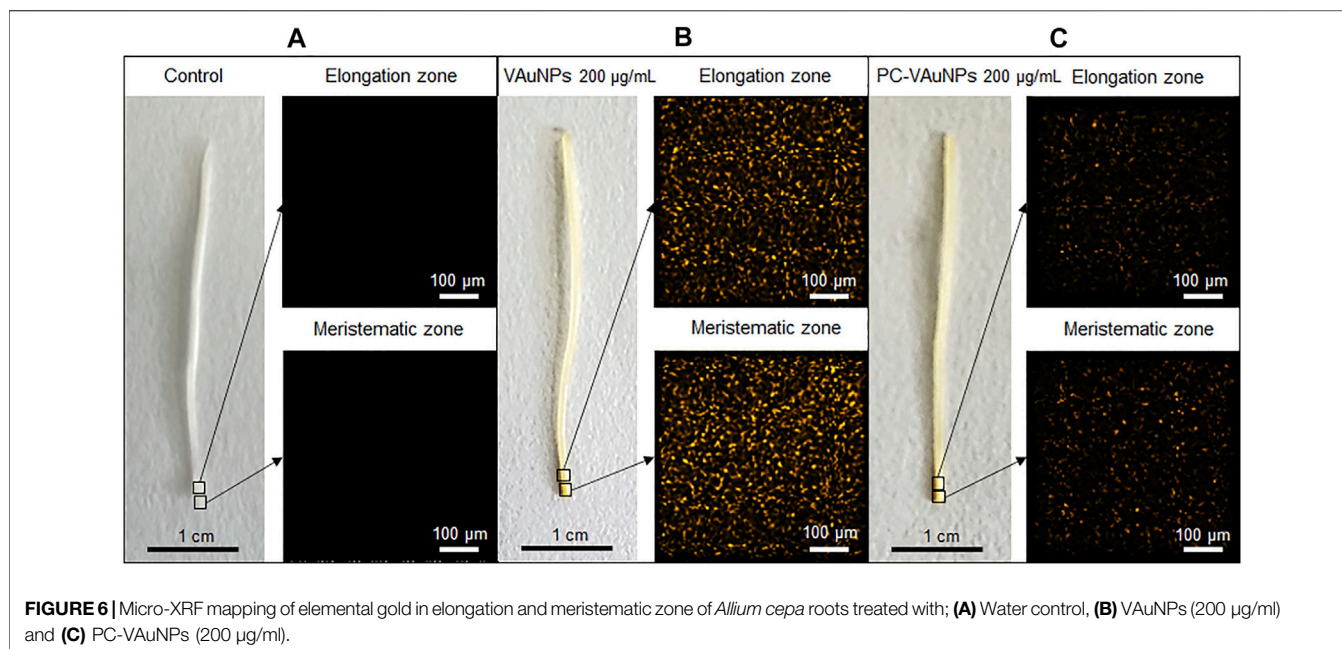 A
B
C
Control
Elongation zone
VAuNPs 200 µg/mL
Elongation zone
PC-VAuNPs 200 µg/mL
Elongation zone
100 µm
100 µm
100 µm
Meristematic zone
Meristematic zone
Meristematic zone
1 cm
100 µm
1 cm
100 µm
1 cm
100 µm
FIGURE 6 | Micro-XRF mapping of elemental gold in elongation and meristematic zone of Allium cepa roots treated with; (A) Water control, (B) VAuNPs (200 µg/ml)
and (C) PC-VAuNPs (200 µg/ml).